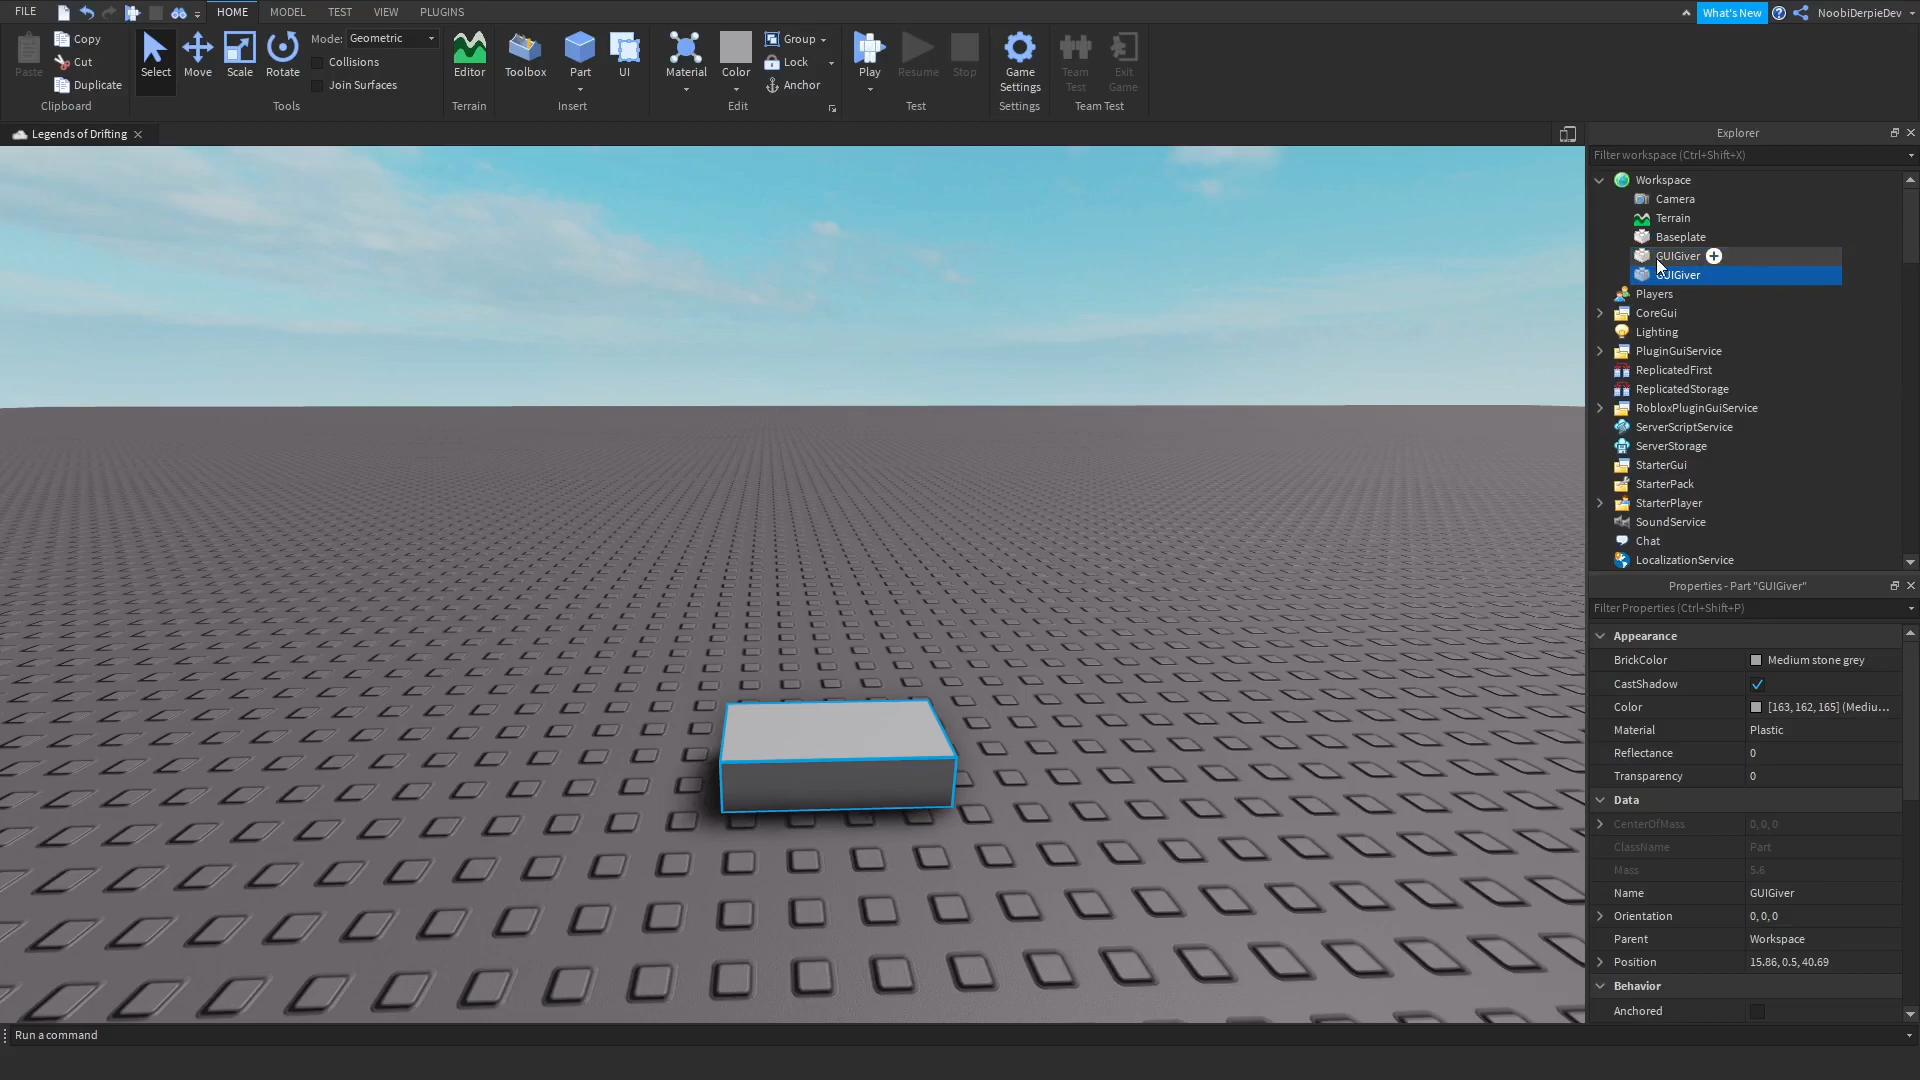 FILE HOME MODEL TEST VIEW PLUGINS What's New NoobiDerpieDev
Paste Copy Cut Duplicate
Clipboard
Select Move Scale Rotate
Mode: Geometric
Collisions
Join Surfaces
Tools
Editor
Terrain
Toolbox Part UI
Insert
Material Color
Group
Lock
Anchor
Edit
Play Resume Stop
Test
Game Settings
Settings
Team Test
Exit Game
Team Test
Legends of Drifting
Explorer
Filter workspace (Ctrl+Shift+X)
Workspace
Camera
Terrain
Baseplate
GUIGiver
GUIGiver
Players
CoreGui
Lighting
PluginGuiService
ReplicatedFirst
ReplicatedStorage
RobloxPluginGuiService
ServerScriptService
ServerStorage
StarterGui
StarterPack
StarterPlayer
SoundService
Chat
LocalizationService
Properties - Part "GUIGiver"
Filter Properties (Ctrl+Shift+P)
Appearance
BrickColor Medium stone grey
CastShadow
Color [163, 162, 165] (Mediu...
Material Plastic
Reflectance 0
Transparency 0
Data
CenterOfMass 0, 0, 0
ClassName Part
Mass 5.6
Name GUIGiver
Orientation 0, 0, 0
Parent Workspace
Position 15.86, 0.5, 40.69
Behavior
Anchored
Run a command